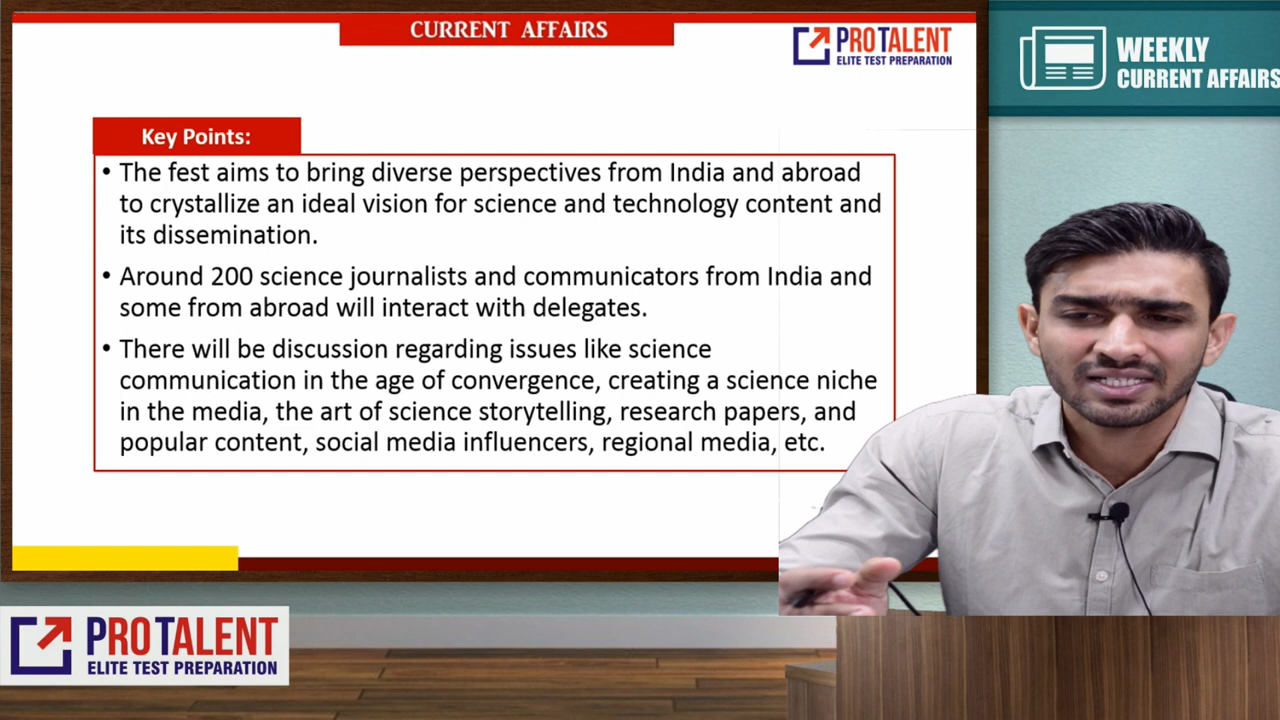 CURRENT AFFAIRS
PROTALENT
ELITE TEST PREPARATION
WEEKLY
CURRENT AFFAIRS
Key Points:
• The fest aims to bring diverse perspectives from India and abroad
to crystallize an ideal vision for science and technology content and
its dissemination.
• Around 200 science journalists and communicators from India and
some from abroad will interact with delegates.
• There will be discussion regarding issues like science
communication in the age of convergence, creating a science niche
in the media, the art of science storytelling, research papers, and
popular content, social media influencers, regional media, etc.
PROTALENT
ELITE TEST PREPARATION